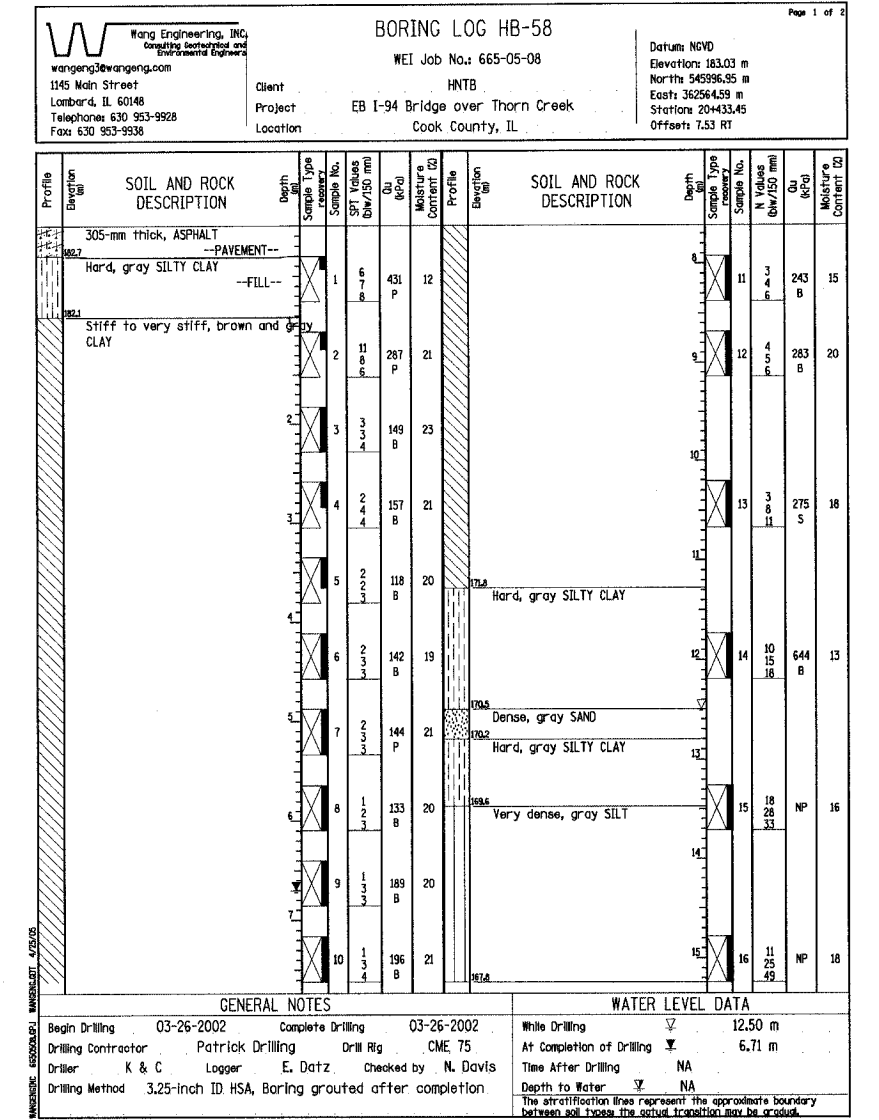 Page 1 of 2
Wang Engineering, INC.
Consulting Geotechnical and
Environmental Engineers
wangeng3@wangeng.com
1145 Main Street
Lombard, IL 60148
Telephone: 630 953-9928
Fax: 630 953-9938
BORING LOG HB-58
WEI Job No.: 665-05-08
Client HNTB
Project EB I-94 Bridge over Thorn Creek
Location Cook County, IL
Datum: NGVD
Elevation: 183.03 m
North: 545996.95 m
East: 362564.59 m
Station: 20+433.45
Offset: 7.53 RT
Profile Elevation (m) SOIL AND ROCK DESCRIPTION Depth (m) Sample Type recovery Sample No. SPT Values (blw/150 mm) Qu (kPa) Moisture Content (%)
305-mm thick, ASPHALT
182.7 --PAVEMENT--
Hard, gray SILTY CLAY
--FILL--
1 6 7 8 431 P 12
182.1
Stiff to very stiff, brown and gray
CLAY
2 11 8 6 287 P 21
2
3 3 3 4 149 B 23
4 2 4 4 157 B 21
3
5 2 2 3 118 B 20
4
6 2 3 3 142 B 19
5
7 2 3 3 144 P 21
8 1 2 3 133 B 20
6
9 1 3 3 189 B 20
7
10 1 3 4 196 B 21
Profile Elevation (m) SOIL AND ROCK DESCRIPTION Depth (m) Sample Type recovery Sample No. N Values (blw/150 mm) Qu (kPa) Moisture Content (%)
8
11 3 4 6 243 B 15
9
12 4 5 6 283 B 20
10
13 3 8 11 275 S 18
11
171.8
Hard, gray SILTY CLAY
12
14 10 15 18 644 B 13
170.5
Dense, gray SAND
170.2
Hard, gray SILTY CLAY
13
169.6
Very dense, gray SILT
15 18 28 33 NP 16
14
15
16 11 25 49 NP 18
167.8
GENERAL NOTES
Begin Drilling 03-26-2002 Complete Drilling 03-26-2002
Drilling Contractor Patrick Drilling Drill Rig CME 75
Driller K & C Logger E. Datz Checked by N. Davis
Drilling Method 3.25-inch ID HSA, Boring grouted after completion
WATER LEVEL DATA
While Drilling 12.50 m
At Completion of Drilling 6.71 m
Time After Drilling NA
Depth to Water NA
The stratification lines represent the approximate boundary
between soil types; the actual transition may be gradual.
WANGENG.GDT 4/25/05